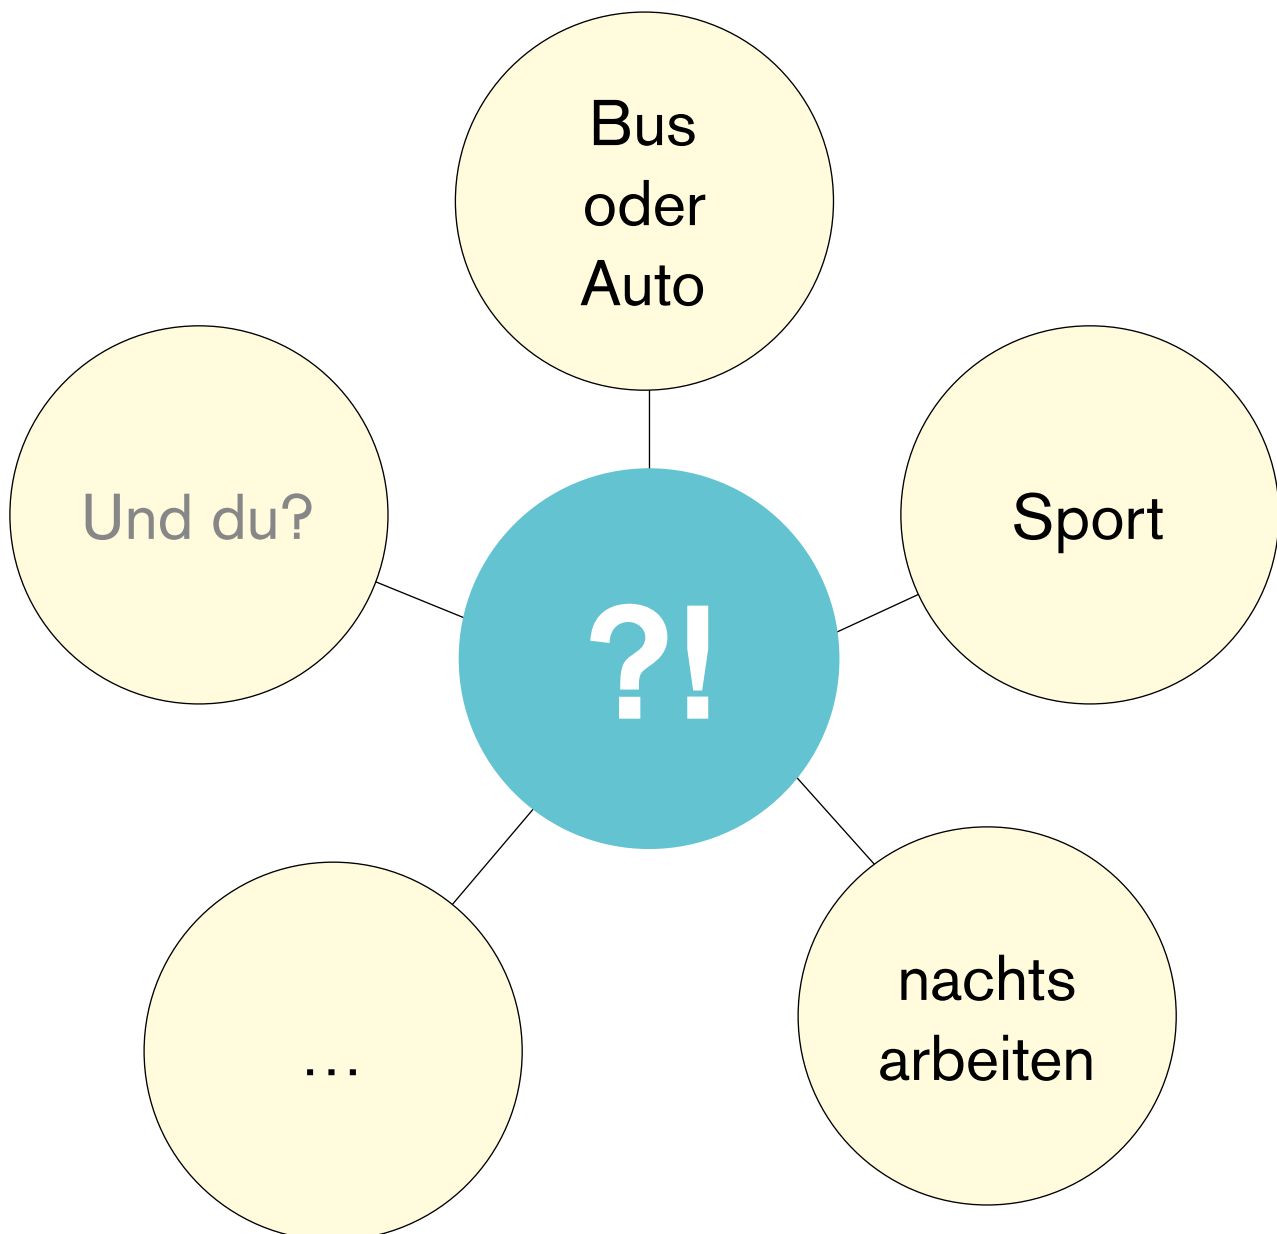 Bus
oder
Auto
Und du?
Sport
?!
nachts
arbeiten
...